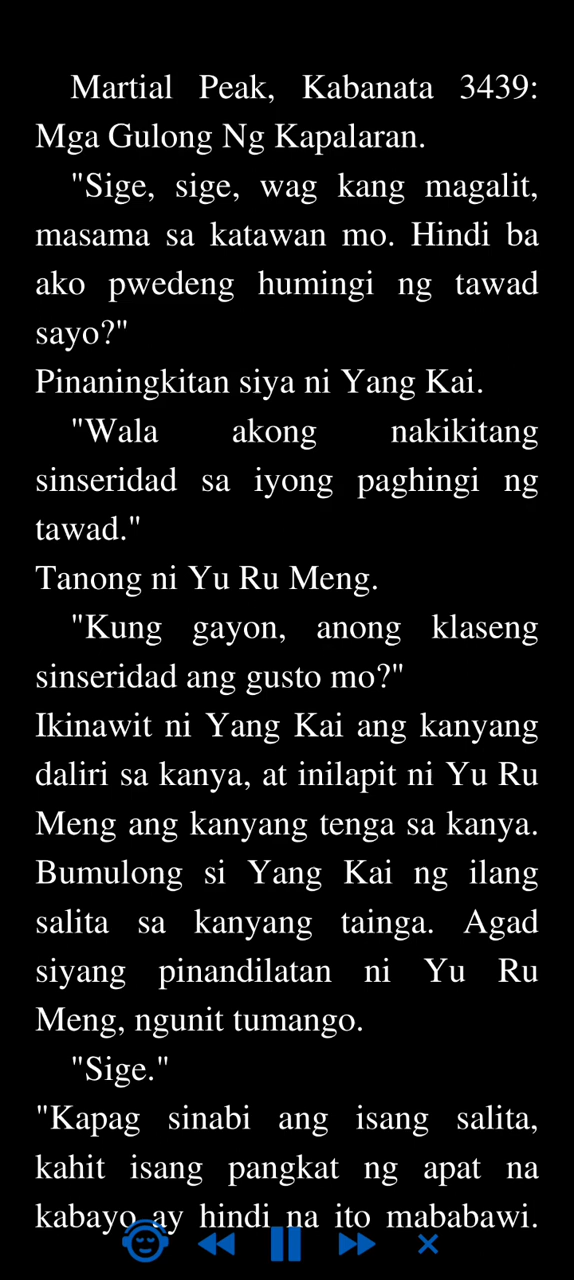 Martial Peak, Kabanata 3439:
Mga Gulong Ng Kapalaran.
"Sige, sige, wag kang magalit,
masama sa katawan mo. Hindi ba
ako pwedeng humingi ng tawad
sayo?"
Pinaningkitan siya ni Yang Kai.
"Wala akong nakikitang
sinseridad sa iyong paghingi ng
tawad."
Tanong ni Yu Ru Meng.
"Kung gayon, anong klaseng
sinseridad ang gusto mo?"
Ikinawit ni Yang Kai ang kanyang
daliri sa kanya, at inilapit ni Yu Ru
Meng ang kanyang tenga sa kanya.
Bumulong si Yang Kai ng ilang
salita sa kanyang tainga. Agad
siyang pinandilatan ni Yu Ru
Meng, ngunit tumango.
"Sige."
"Kapag sinabi ang isang salita,
kahit isang pangkat ng apat na
kabayo ay hindi na ito mababawi.